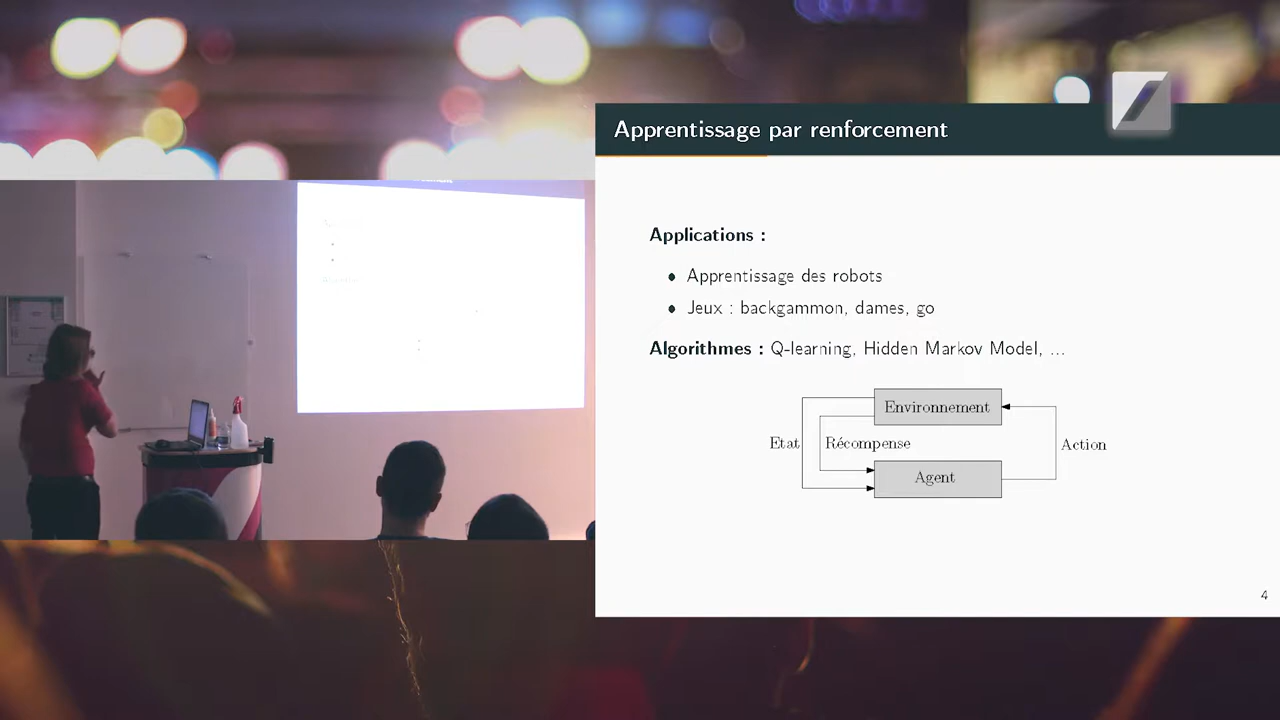 Apprentissage par renforcement
Applications :
• Apprentissage des robots
• Jeux : backgammon, dames, go
Algorithmes : Q-learning, Hidden Markov Model, ...
Environnement
Etat
Récompense
Action
Agent
4